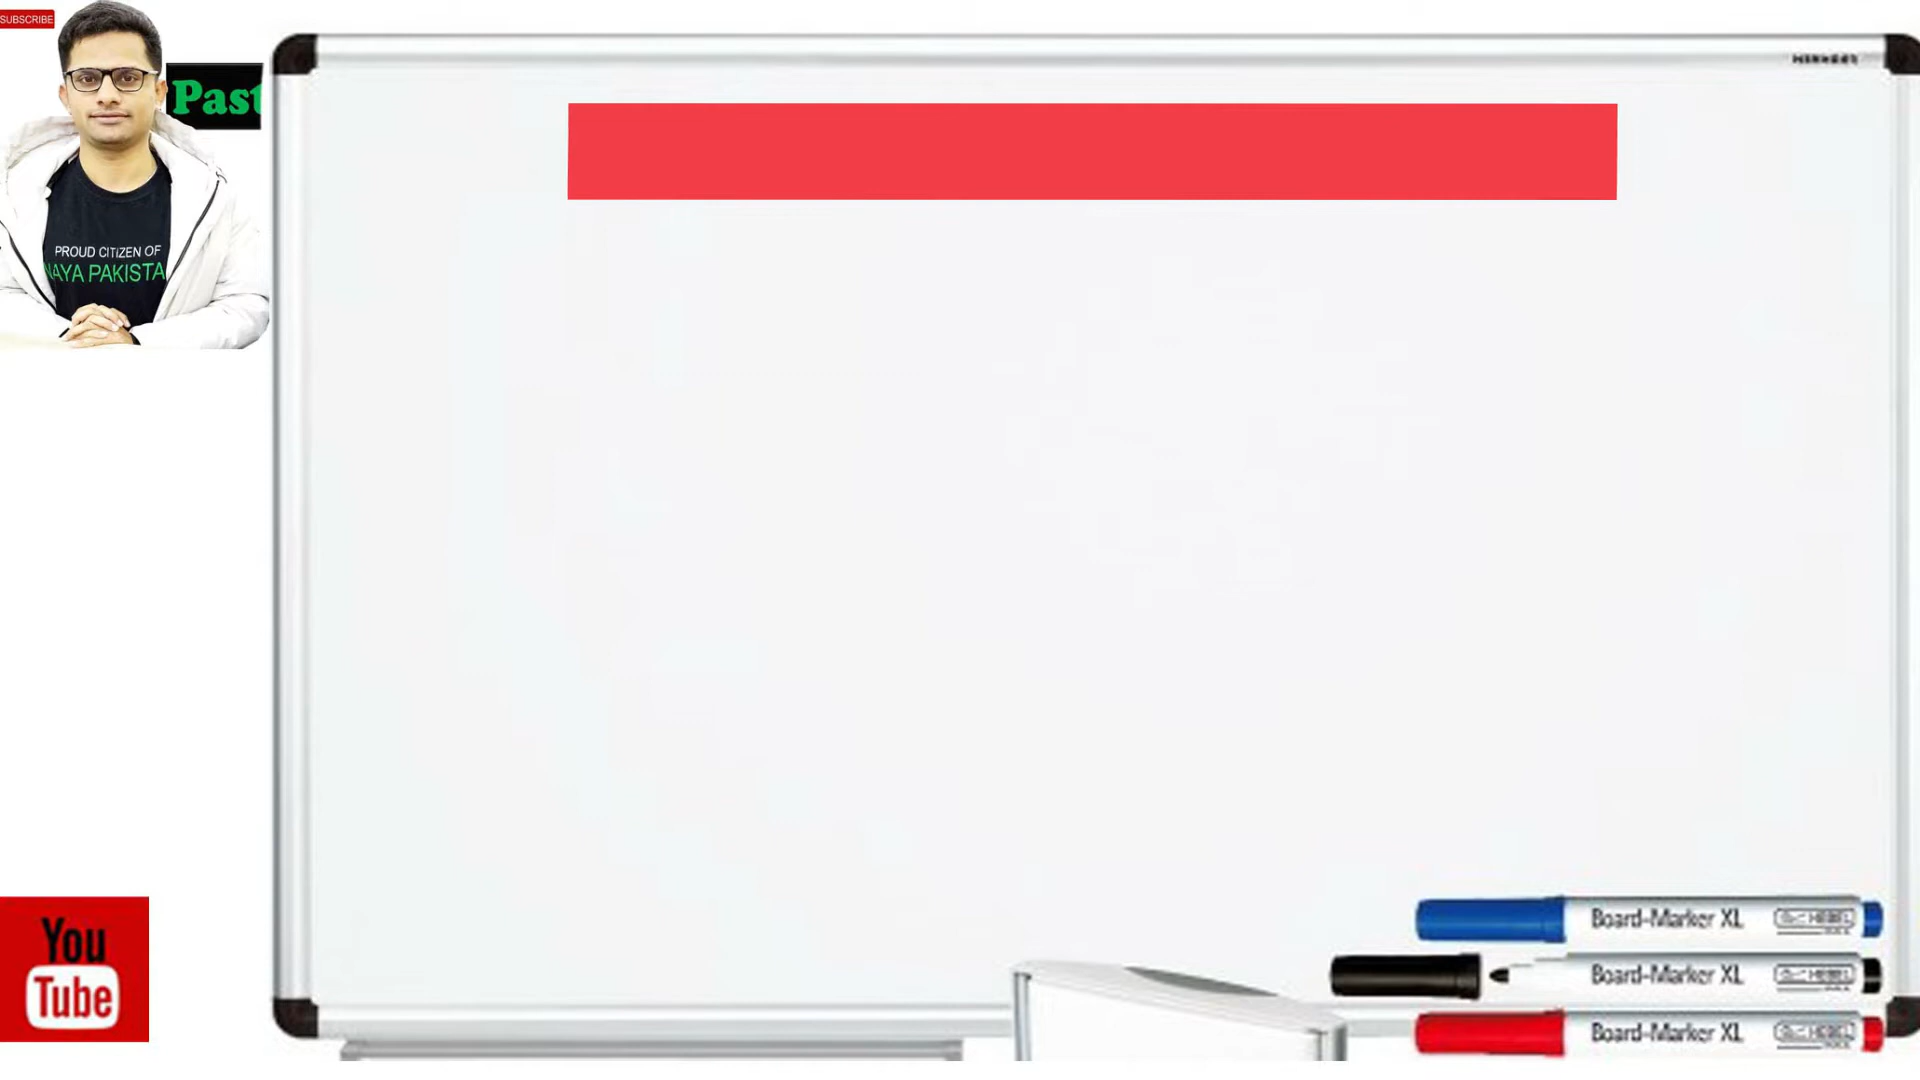 SUBSCRIBE
Past
PROUD CITIZEN OF
NAYA PAKISTA
You
Tube
Board-Marker XL
Board-Marker XL
Board-Marker XL